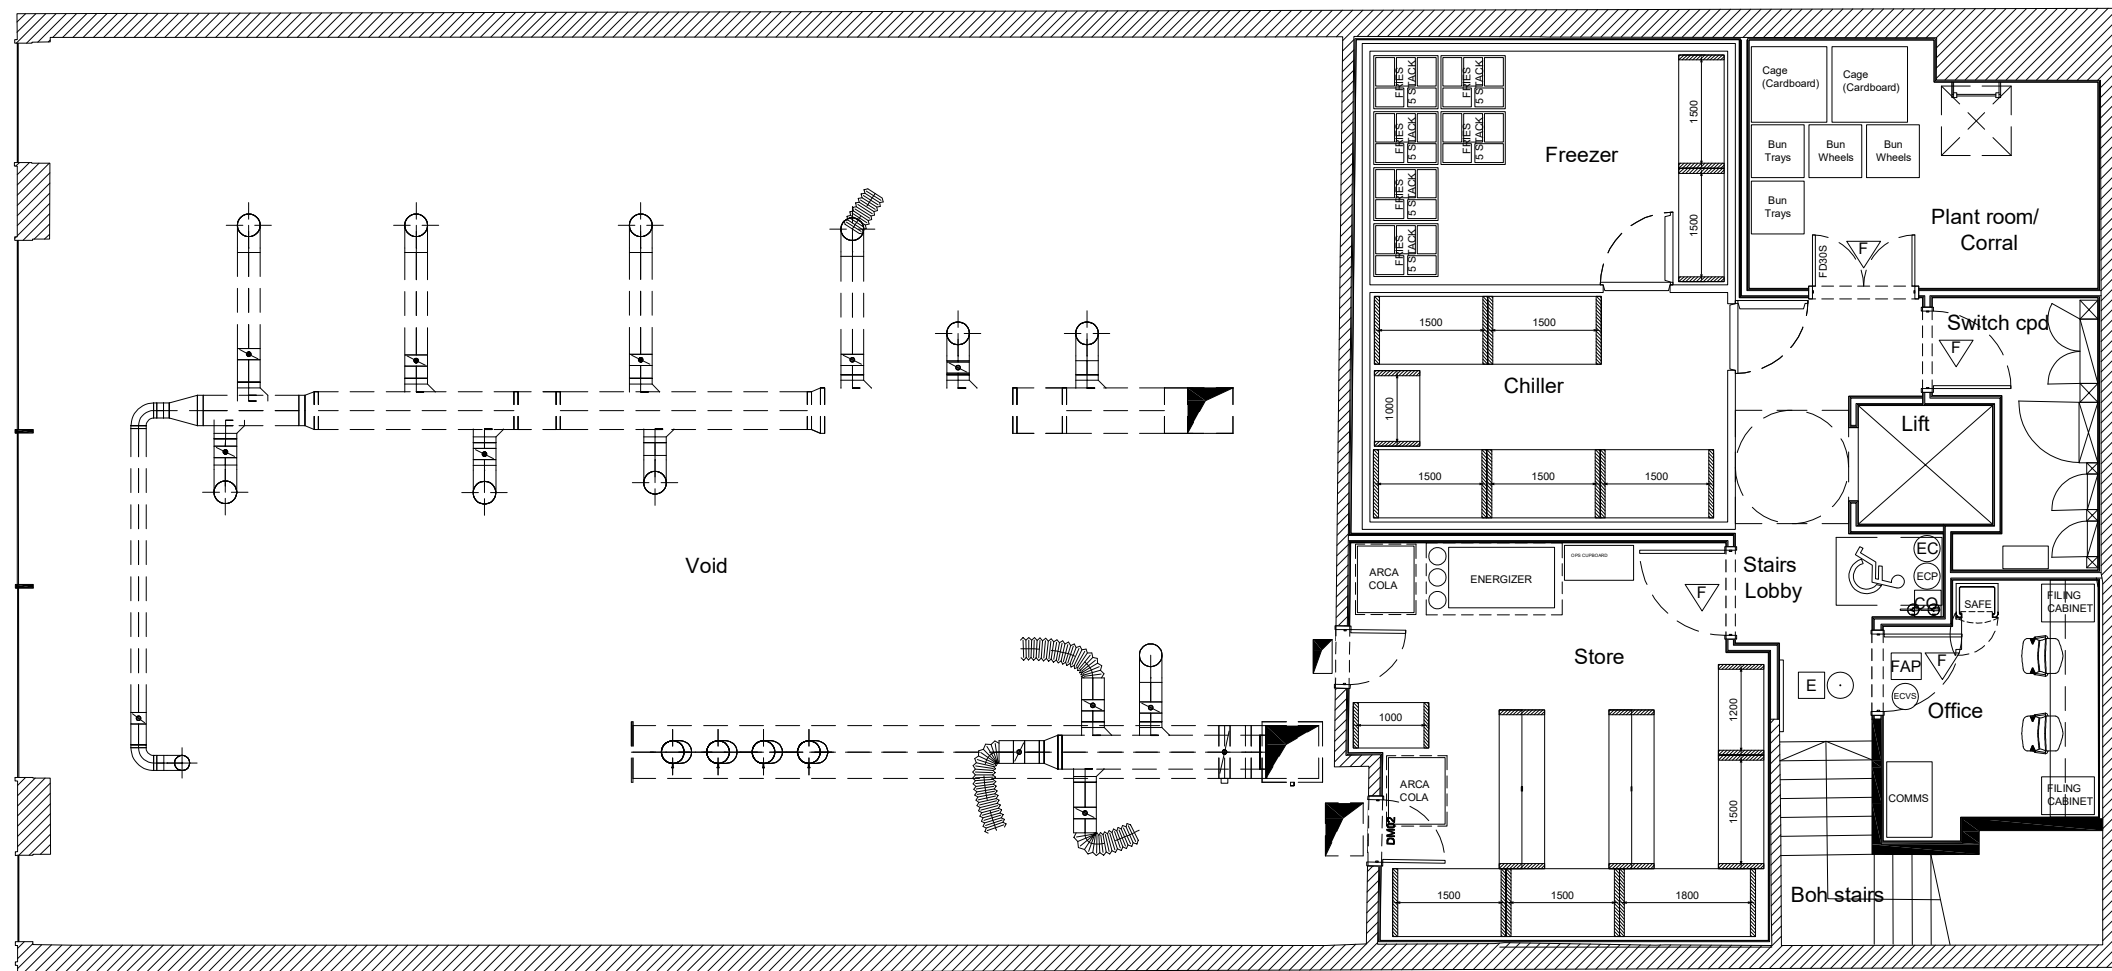 FRIES
5 STACK
FRIES
5 STACK
FRIES
5 STACK
FRIES
5 STACK
FRIES
5 STACK
FRIES
5 STACK
Freezer
1500
1500
Cage
(Cardboard)
Cage
(Cardboard)
Bun
Trays
Bun
Wheels
Bun
Wheels
Bun
Trays
Plant room/
Corral
FD30S
F
Switch cpd
F
1500
1500
Chiller
1000
1500
1500
1500
Lift
Void
ARCA
COLA
ENERGIZER
OPS CUPBOARD
F
Stairs
Lobby
EC
ECP
CO
SAFE
FILING
CABINET
Store
FAP
F
ECVS
E
Office
1000
1200
1500
ARCA
COLA
DM02
COMMS
FILING
CABINET
1500
1500
1800
Boh stairs